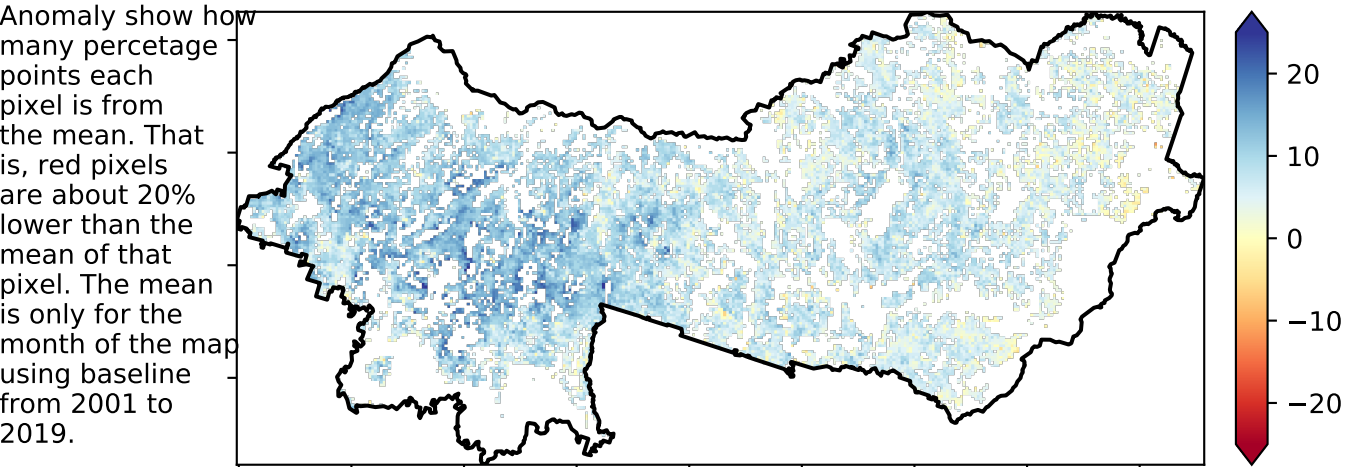 Anomaly show how
many percetage
points each
pixel is from
the mean. That
is, red pixels
are about 20%
lower than the
mean of that
pixel. The mean
is only for the
month of the map
using baseline
from 2001 to
2019.
20
10
0
−10
−20